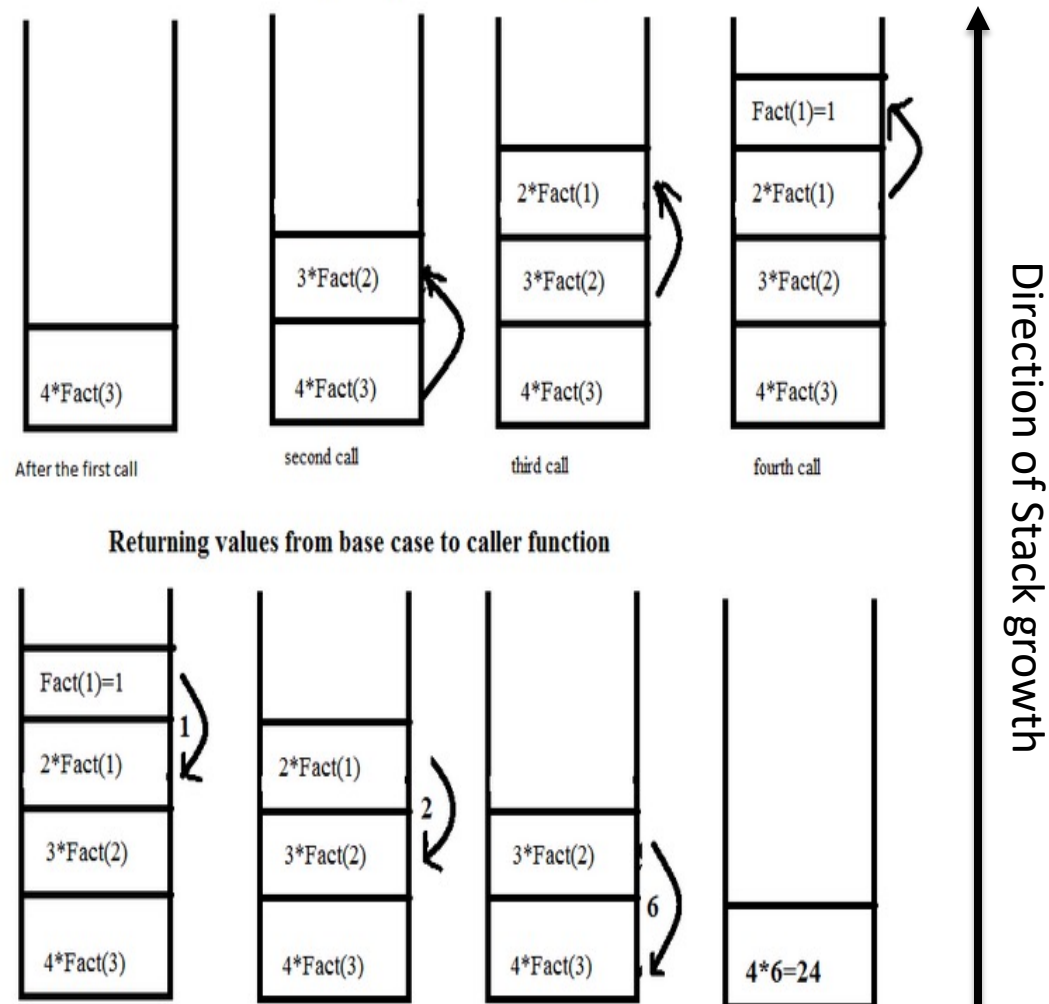 4*Fact(3)
After the first call
3*Fact(2)
4*Fact(3)
second call
2*Fact(1)
3*Fact(2)
4*Fact(3)
third call
Fact(1)=1
2*Fact(1)
3*Fact(2)
4*Fact(3)
fourth call
Direction of Stack growth
Returning values from base case to caller function
Fact(1)=1
1
2*Fact(1)
3*Fact(2)
4*Fact(3)
2*Fact(1)
2
3*Fact(2)
4*Fact(3)
3*Fact(2)
6
4*Fact(3)
4*6=24